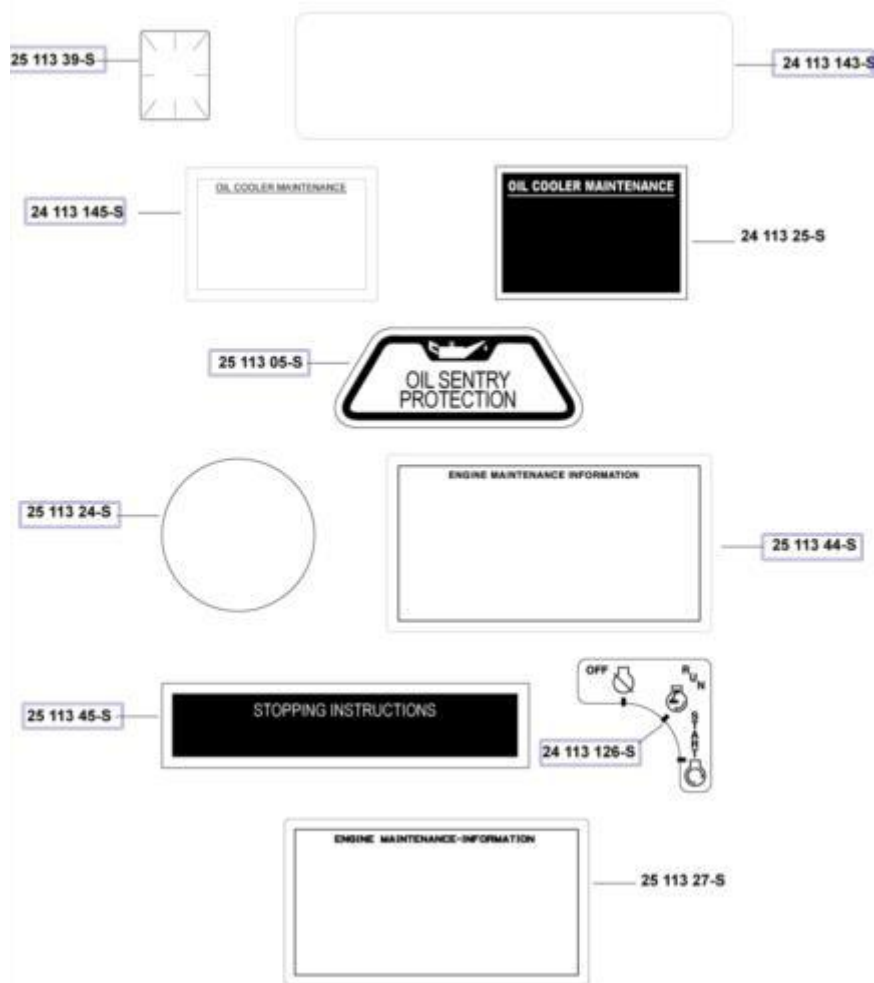 25 113 39-S
24 113 143-S
OIL COOLER MAINTENANCE
24 113 145-S
OIL COOLER MAINTENANCE
24 113 25-S
25 113 05-S
OIL SENTRY
PROTECTION
ENGINE MAINTENANCE INFORMATION
25 113 24-S
25 113 44-S
OFF
RUN
START
25 113 45-S
STOPPING INSTRUCTIONS
24 113 126-S
ENGINE MAINTENANCE-INFORMATION
25 113 27-S